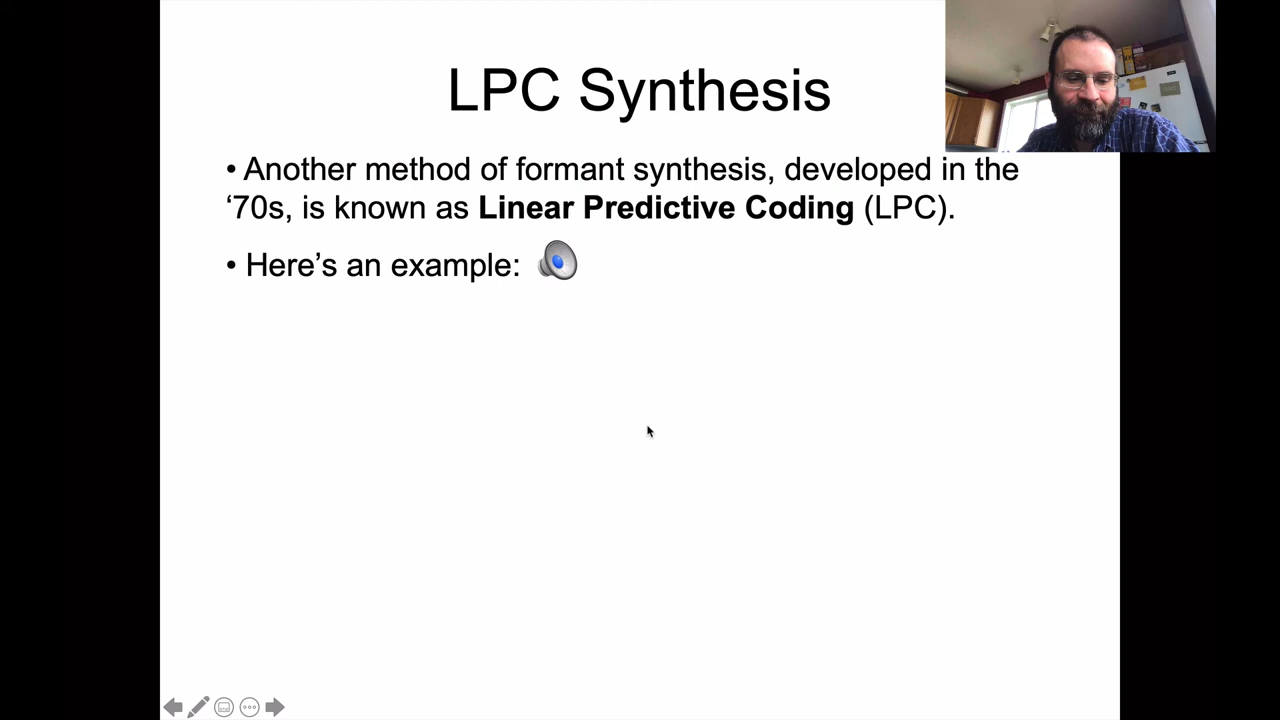 LPC Synthesis
• Another method of formant synthesis, developed in the
‘70s, is known as Linear Predictive Coding (LPC).
• Here’s an example: